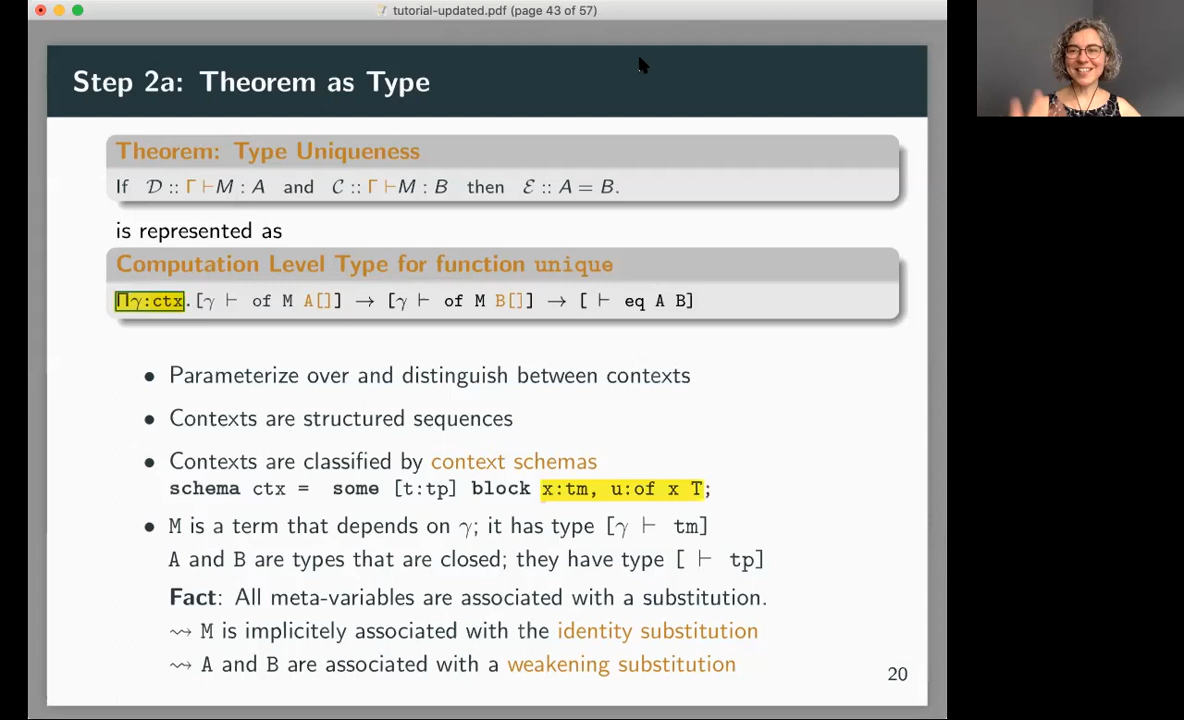 tutorial-updated.pdf (page 43 of 57)
Step 2a: Theorem as Type
Theorem: Type Uniqueness
If 𝒟 :: Γ ⊢ M : A and 𝒞 :: Γ ⊢ M : B then ℰ :: A = B.
is represented as
Computation Level Type for function unique
Πγ:ctx.[γ ⊢ of M A[]] → [γ ⊢ of M B[]] → [ ⊢ eq A B]
• Parameterize over and distinguish between contexts
• Contexts are structured sequences
• Contexts are classified by context schemas
schema ctx = some [t:tp] block x:tm, u:of x T;
• M is a term that depends on γ; it has type [γ ⊢ tm]
A and B are types that are closed; they have type [ ⊢ tp]
Fact: All meta-variables are associated with a substitution.
⇝ M is implicitely associated with the identity substitution
⇝ A and B are associated with a weakening substitution
20